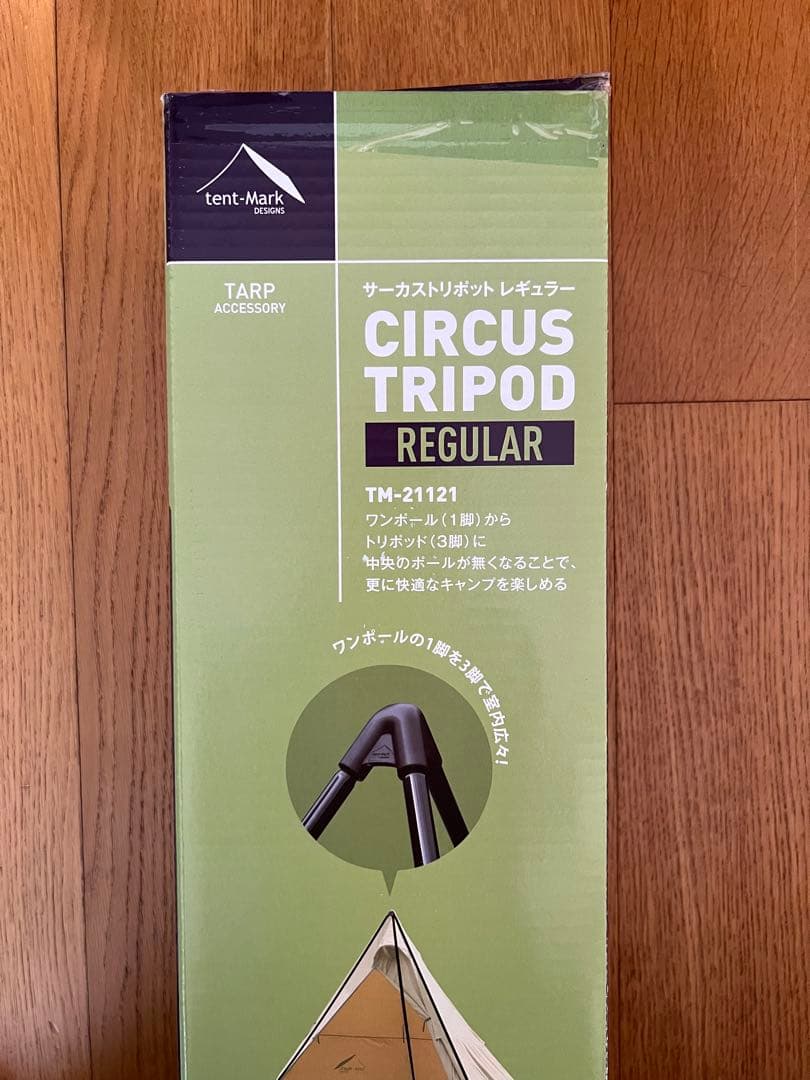 tent-Mark
DESIGNS
TARP
ACCESSORY
サーカストリポット レギュラー
CIRCUS
TRIPOD
REGULAR
TM-21121
ワンポール(1脚)から
トリポッド(3脚)に
中央のポールが無くなることで、
更に快適なキャンプを楽しめる
ワンポールの1脚を3脚で室内広々!
tent-Mark